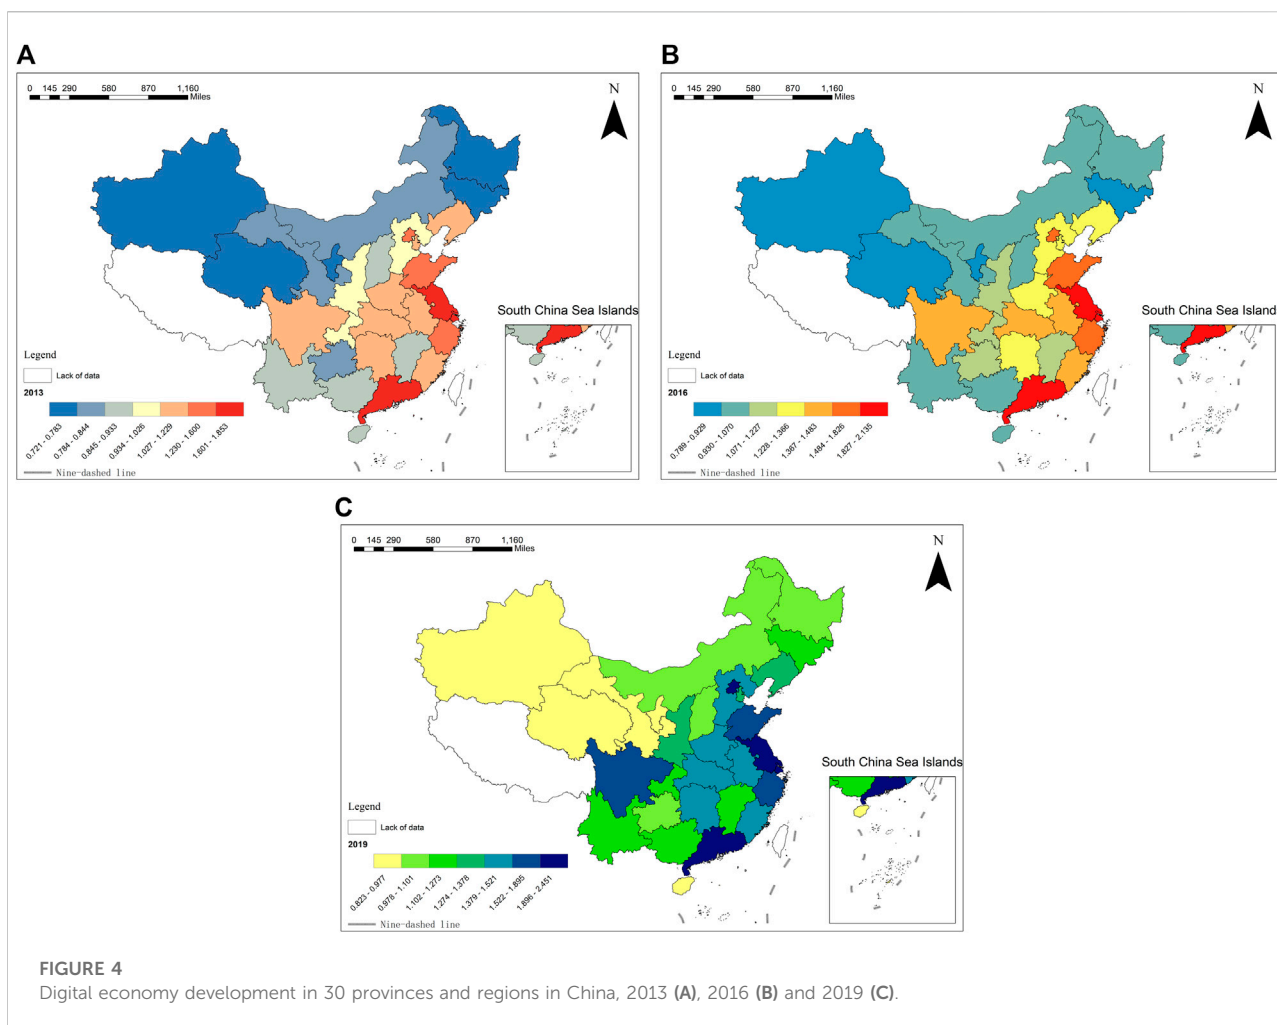 A
0 145 290 580 870 1,160
Miles
N
South China Sea Islands
Legend
Lack of data
2013
0.721 - 0.783
0.784 - 0.844
0.845 - 0.933
0.934 - 1.026
1.027 - 1.229
1.230 - 1.600
1.601 - 1.853
Nine-dashed line
B
0 145 290 580 870 1,160
Miles
N
South China Sea Islands
Legend
Lack of data
2016
0.789 - 0.929
0.930 - 1.070
1.071 - 1.227
1.228 - 1.366
1.367 - 1.483
1.484 - 1.826
1.827 - 2.135
Nine-dashed line
C
0 145 290 580 870 1,160
Miles
N
South China Sea Islands
Legend
Lack of data
2019
0.823 - 0.977
0.978 - 1.101
1.102 - 1.273
1.274 - 1.378
1.379 - 1.521
1.522 - 1.895
1.896 - 2.451
Nine-dashed line
FIGURE 4
Digital economy development in 30 provinces and regions in China, 2013 (A), 2016 (B) and 2019 (C).